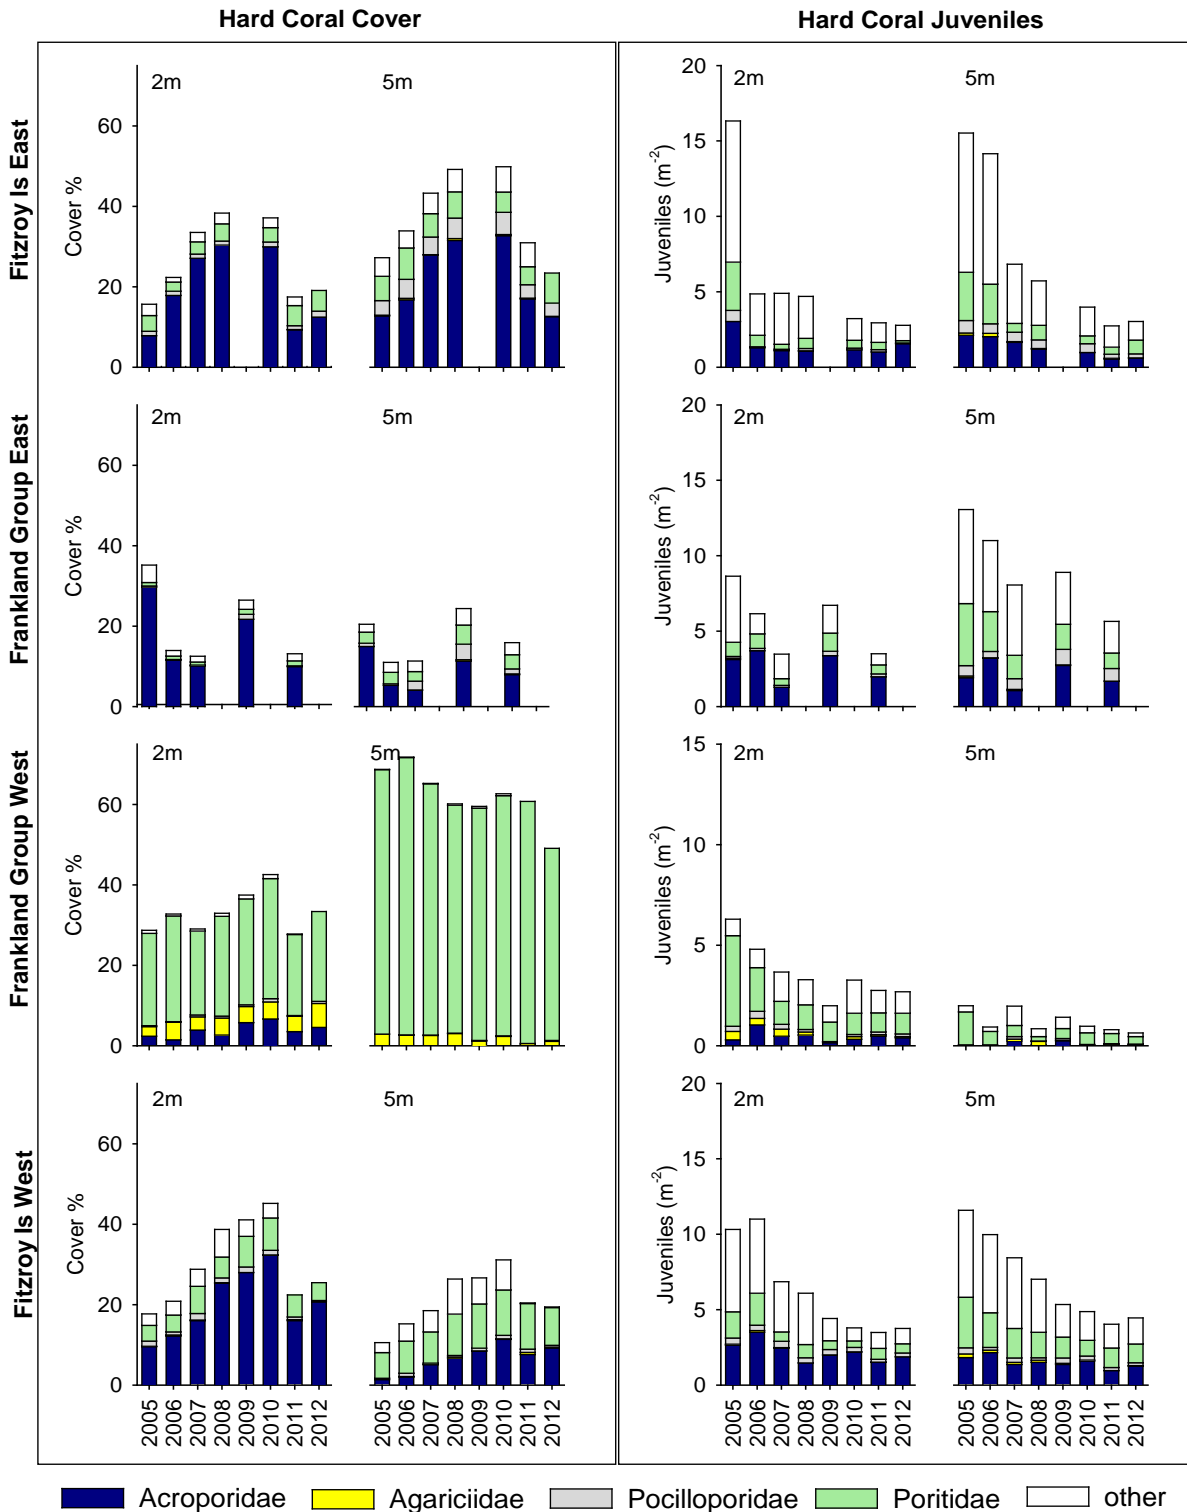 Hard Coral Cover
Hard Coral Juveniles
Fitzroy Is East
Cover %
60
40
20
0
2m
5m
Juveniles (m-2)
20
15
10
5
0
2m
5m
Frankland Group East
Cover %
60
40
20
0
2m
5m
Juveniles (m-2)
20
15
10
5
0
2m
5m
Frankland Group West
Cover %
60
40
20
0
2m
5m
Juveniles (m-2)
15
10
5
0
2m
5m
Fitzroy Is West
Cover %
60
40
20
0
2m
5m
Juveniles (m-2)
20
15
10
5
0
2m
5m
2005 2006 2007 2008 2009 2010 2011 2012
2005 2006 2007 2008 2009 2010 2011 2012
2005 2006 2007 2008 2009 2010 2011 2012
2005 2006 2007 2008 2009 2010 2011 2012
Acroporidae Agariciidae Pocilloporidae Poritidae other